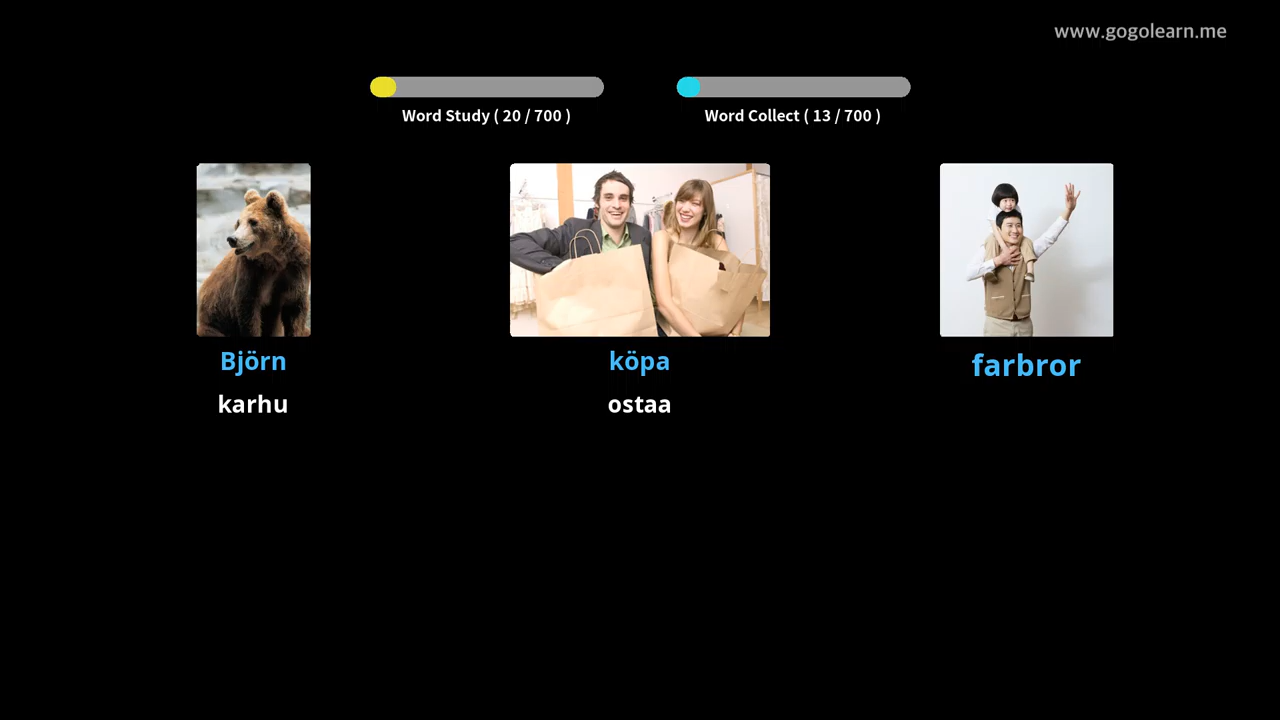 www.gogolearn.me
Word Study ( 20 / 700 )
Word Collect ( 13 / 700 )
Björn
karhu
köpa
ostaa
farbror